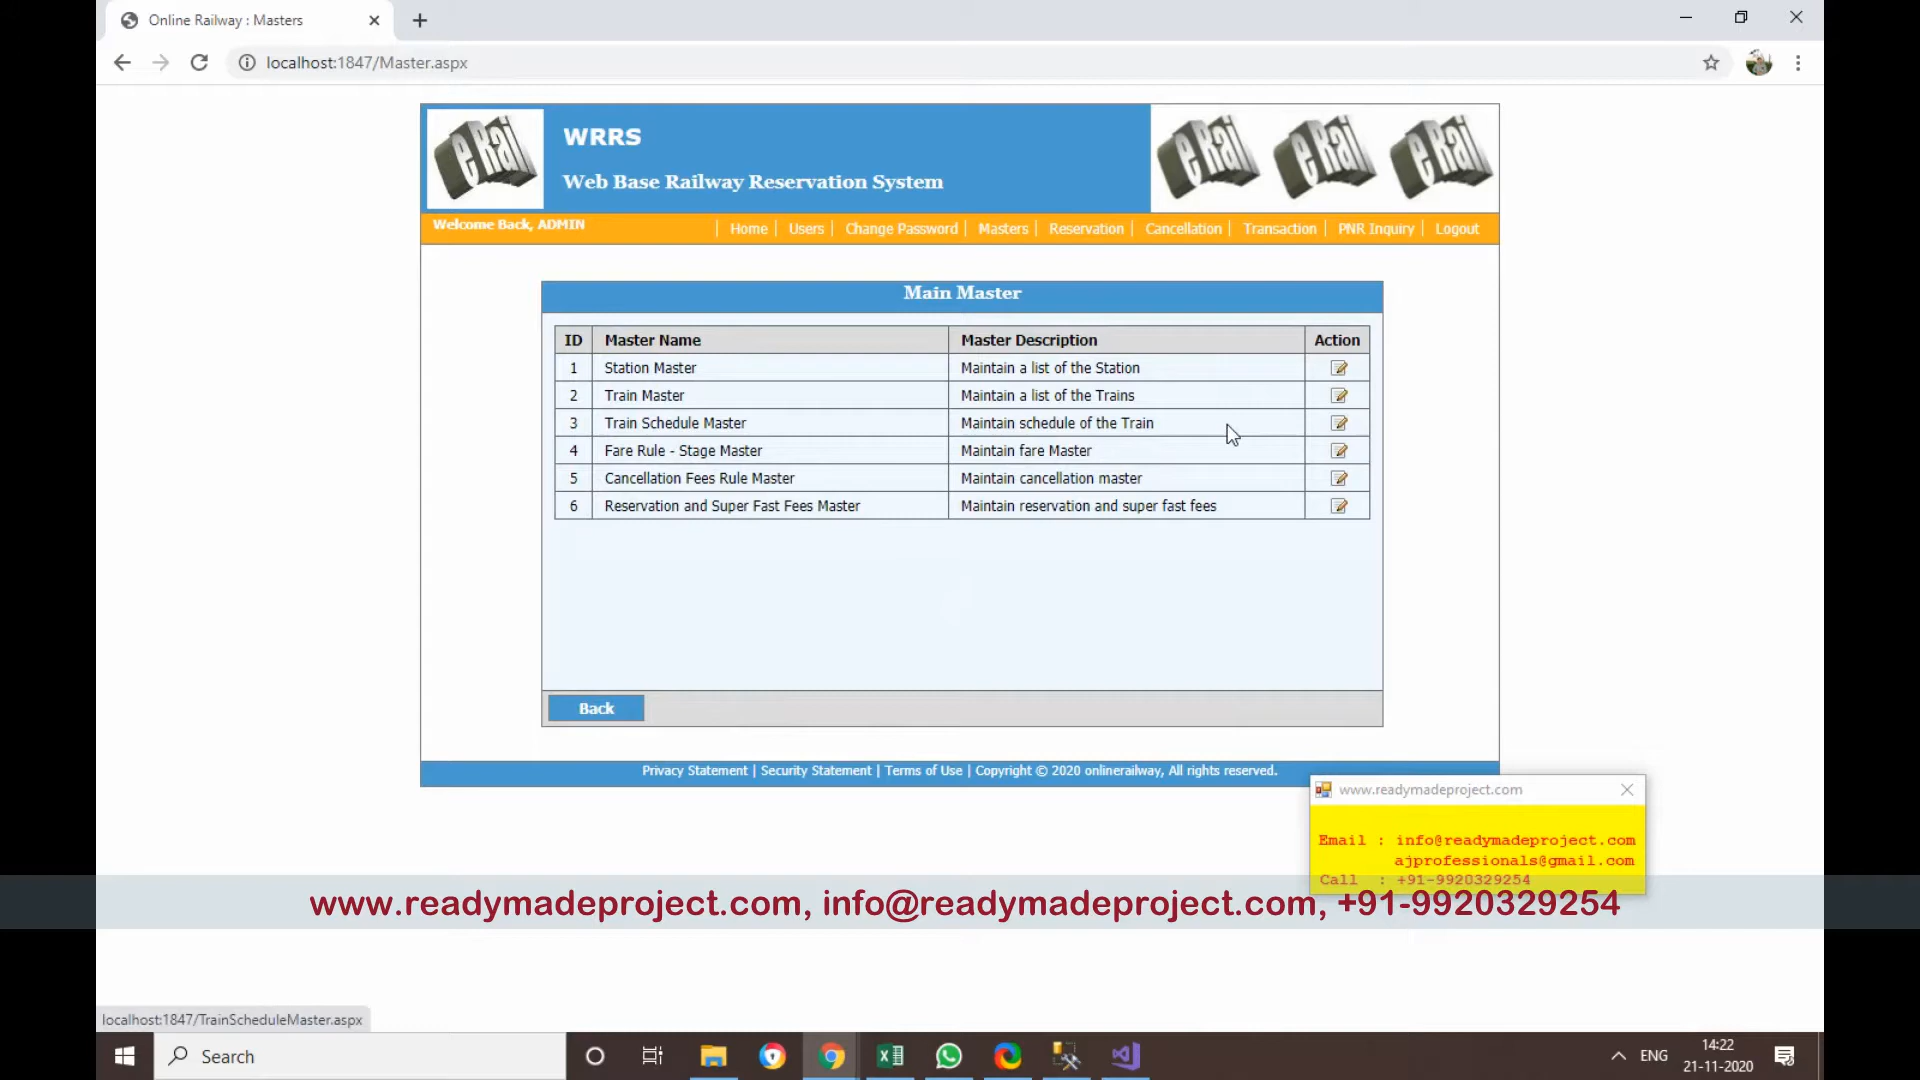 Online Railway : Masters
localhost:1847/Master.aspx
eRai
WRRS
Web Base Railway Reservation System
eRai eRai eRai
Welcome Back, ADMIN
| Home | Users | Change Password | Masters | Reservation | Cancellation | Transaction | PNR Inquiry | Logout
Main Master
ID Master Name Master Description Action
1 Station Master Maintain a list of the Station
2 Train Master Maintain a list of the Trains
3 Train Schedule Master Maintain schedule of the Train
4 Fare Rule - Stage Master Maintain fare Master
5 Cancellation Fees Rule Master Maintain cancellation master
6 Reservation and Super Fast Fees Master Maintain reservation and super fast fees
Back
Privacy Statement | Security Statement | Terms of Use | Copyright © 2020 onlinerailway, All rights reserved.
www.readymadeproject.com
Email : info@readymadeproject.com
ajprofessionals@gmail.com
Call : +91-9920329254
www.readymadeproject.com, info@readymadeproject.com, +91-9920329254
localhost:1847/TrainScheduleMaster.aspx
Search
ENG
14:22
21-11-2020